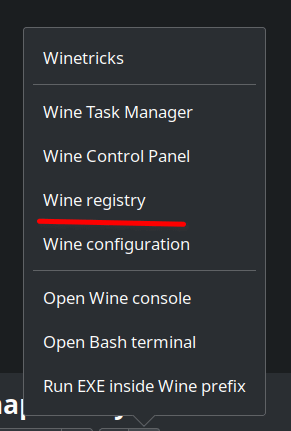 Winetricks
Wine Task Manager
Wine Control Panel
Wine registry
Wine configuration
Open Wine console
Open Bash terminal
Run EXE inside Wine prefix